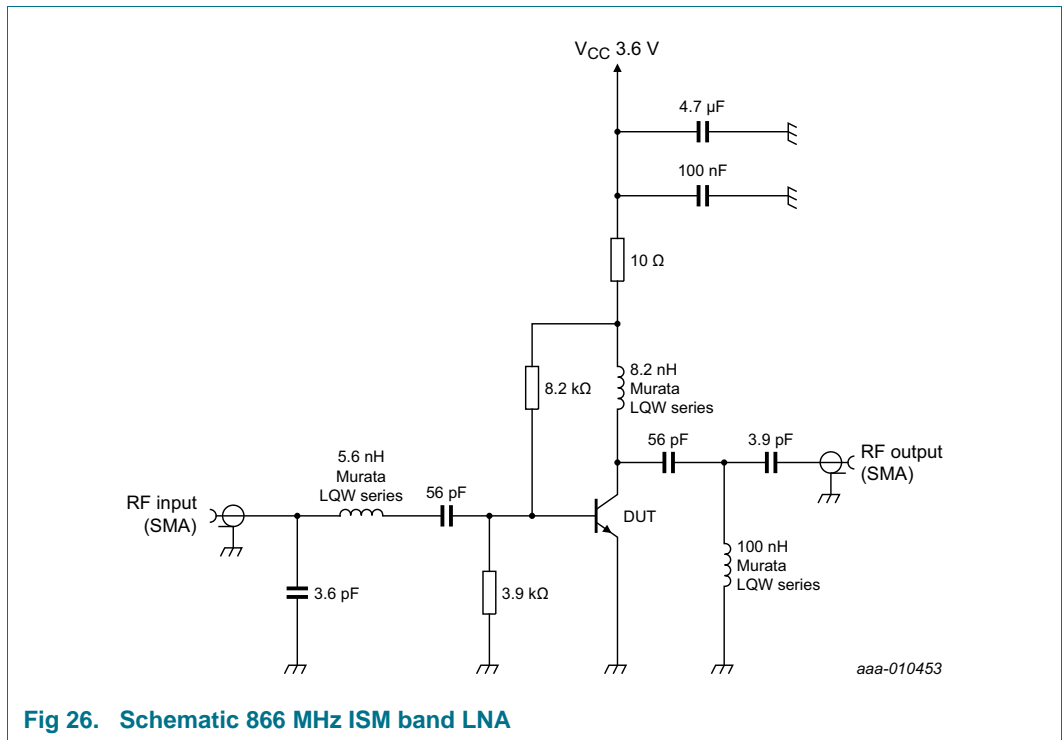 V_CC 3.6 V
4.7 µF
100 nF
10 Ω
8.2 kΩ
8.2 nH
Murata
LQW series
56 pF
3.9 pF
RF output
(SMA)
5.6 nH
Murata
LQW series
56 pF
RF input
(SMA)
DUT
100 nH
Murata
LQW series
3.6 pF
3.9 kΩ
aaa-010453
Fig 26. Schematic 866 MHz ISM band LNA